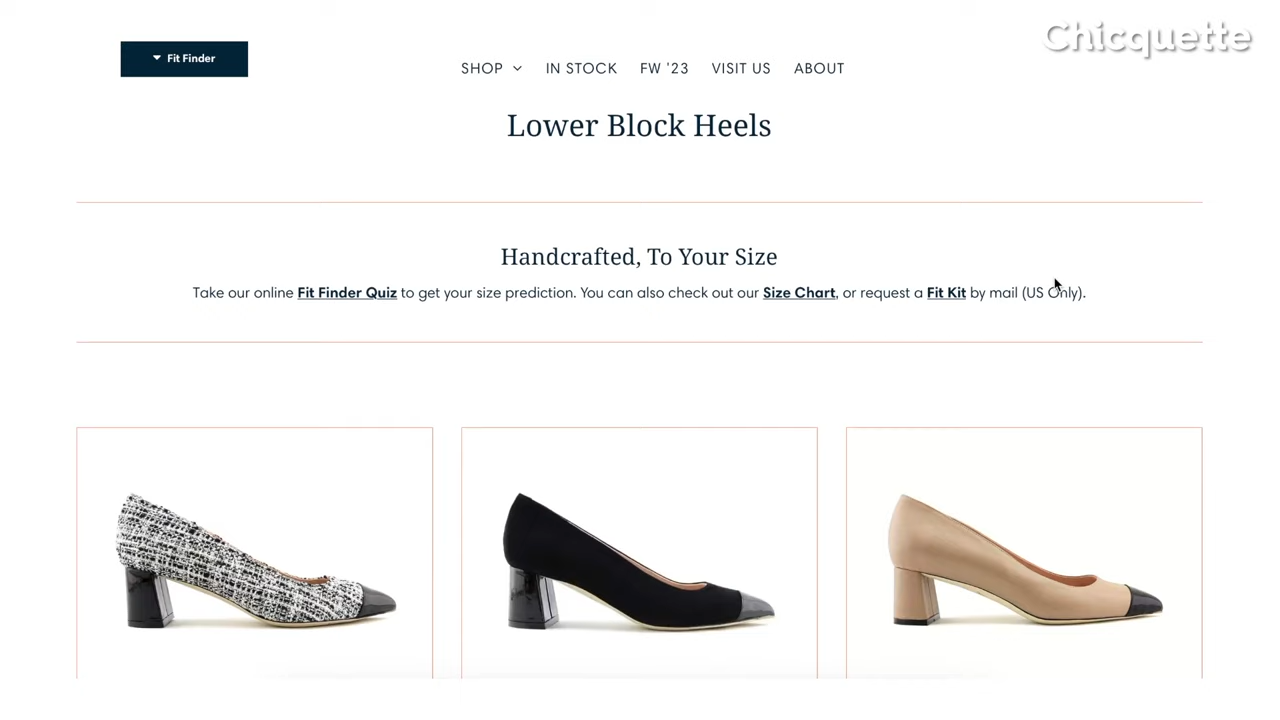 Chicquette
Fit Finder
SHOP IN STOCK FW '23 VISIT US ABOUT
Lower Block Heels
Handcrafted, To Your Size
Take our online Fit Finder Quiz to get your size prediction. You can also check out our Size Chart, or request a Fit Kit by mail (US Only).